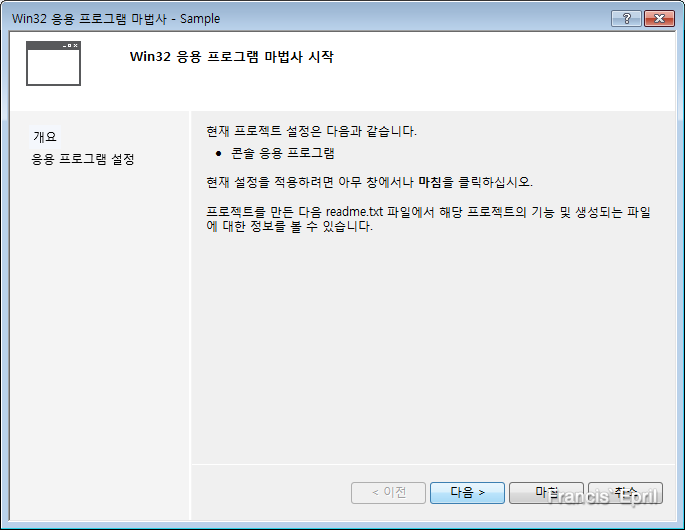 Win32 응용 프로그램 마법사 - Sample
Win32 응용 프로그램 마법사 시작
개요
응용 프로그램 설정
현재 프로젝트 설정은 다음과 같습니다.
• 콘솔 응용 프로그램
현재 설정을 적용하려면 아무 창에서나 마침을 클릭하십시오.
프로젝트를 만든 다음 readme.txt 파일에서 해당 프로젝트의 기능 및 생성되는 파일
에 대한 정보를 볼 수 있습니다.
< 이전
다음 >
마침
취소
Francis' Epril